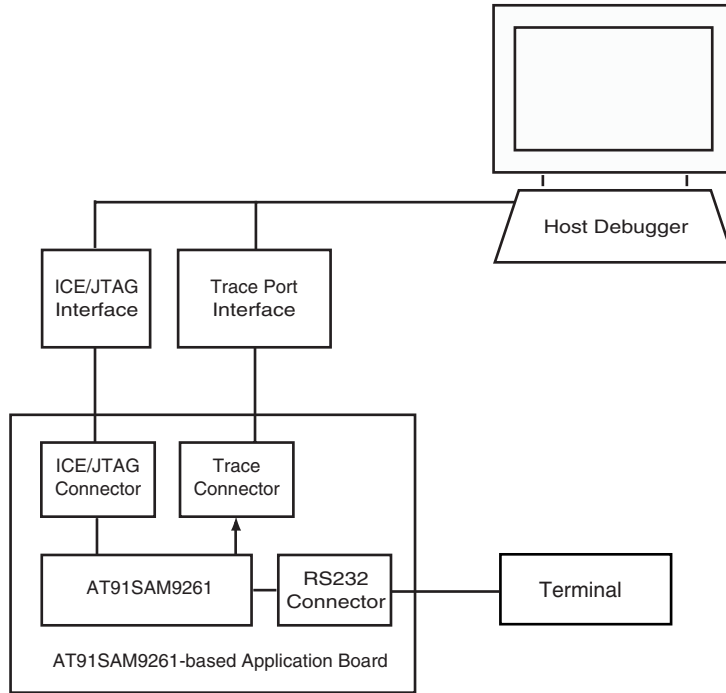 Host Debugger
ICE/JTAG
Interface
Trace Port
Interface
ICE/JTAG
Connector
Trace
Connector
AT91SAM9261
RS232
Connector
Terminal
AT91SAM9261-based Application Board